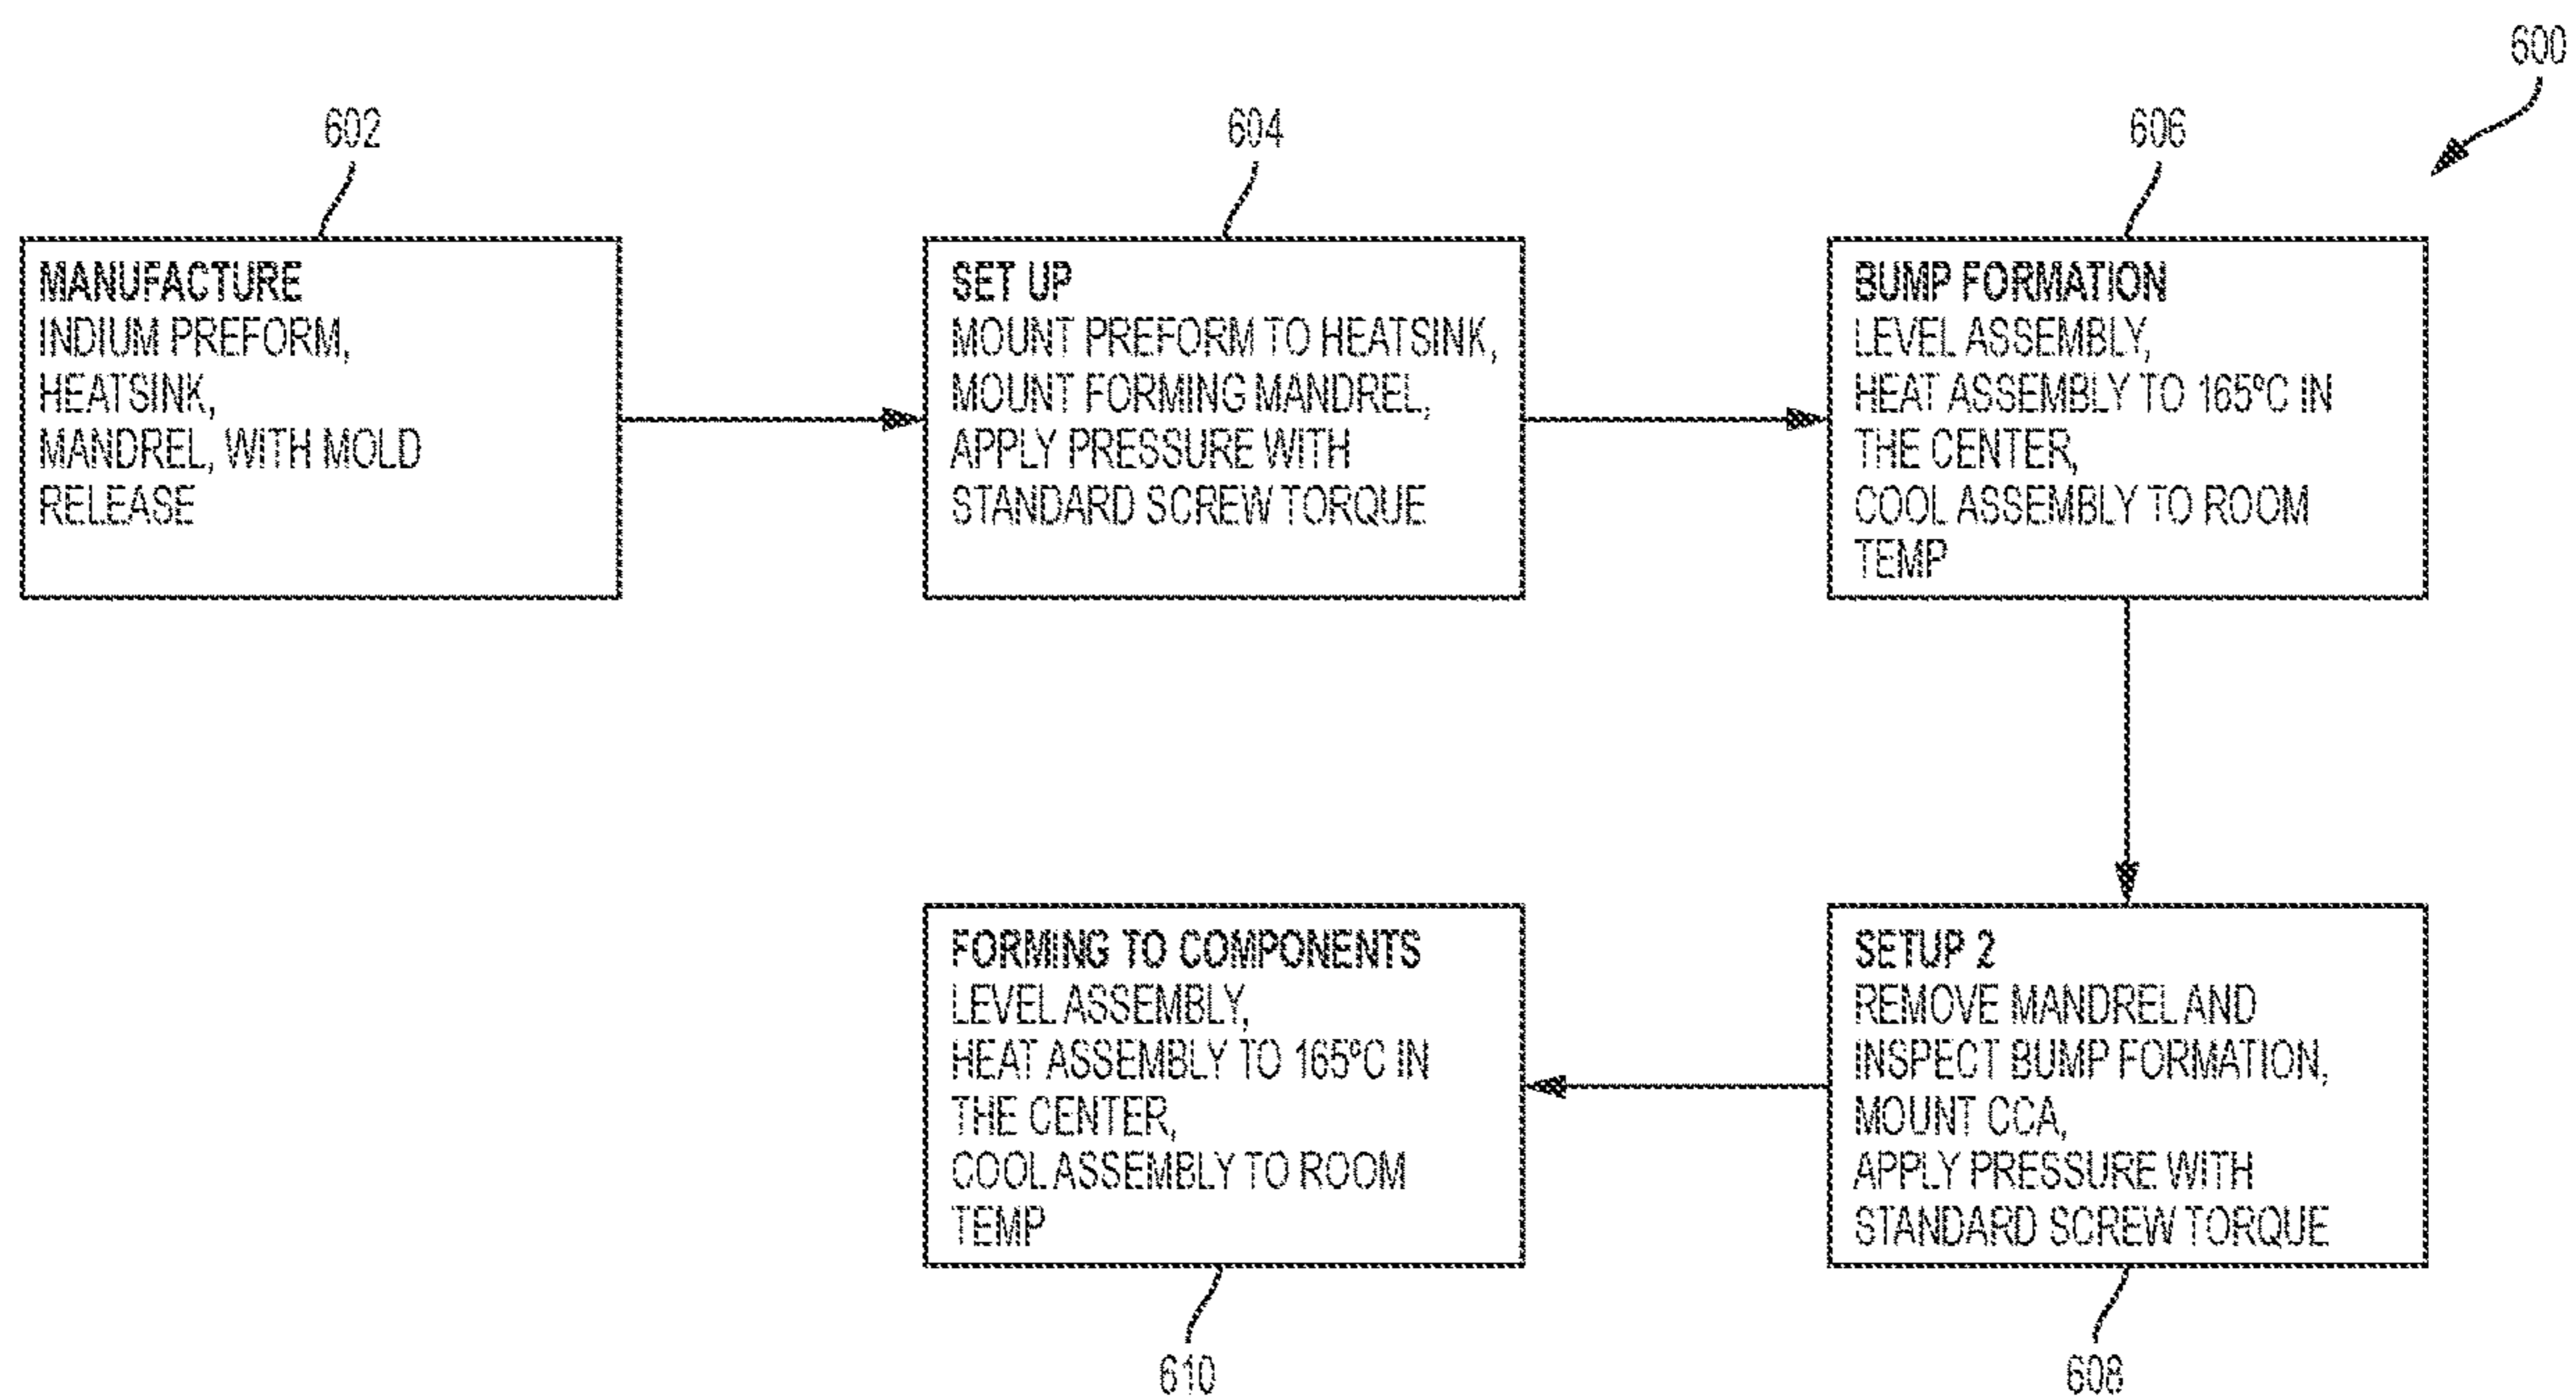 600
602
MANUFACTURE
INDIUM PREFORM,
HEATSINK,
MANDREL, WITH MOLD
RELEASE
604
SET UP
MOUNT PREFORM TO HEATSINK,
MOUNT FORMING MANDREL,
APPLY PRESSURE WITH
STANDARD SCREW TORQUE
606
BUMP FORMATION
LEVEL ASSEMBLY,
HEAT ASSEMBLY TO 165ºC IN
THE CENTER,
COOL ASSEMBLY TO ROOM
TEMP
SETUP 2
REMOVE MANDREL AND
INSPECT BUMP FORMATION,
MOUNT CCA,
APPLY PRESSURE WITH
STANDARD SCREW TORQUE
608
FORMING TO COMPONENTS
LEVEL ASSEMBLY,
HEAT ASSEMBLY TO 165ºC IN
THE CENTER,
COOL ASSEMBLY TO ROOM
TEMP
610